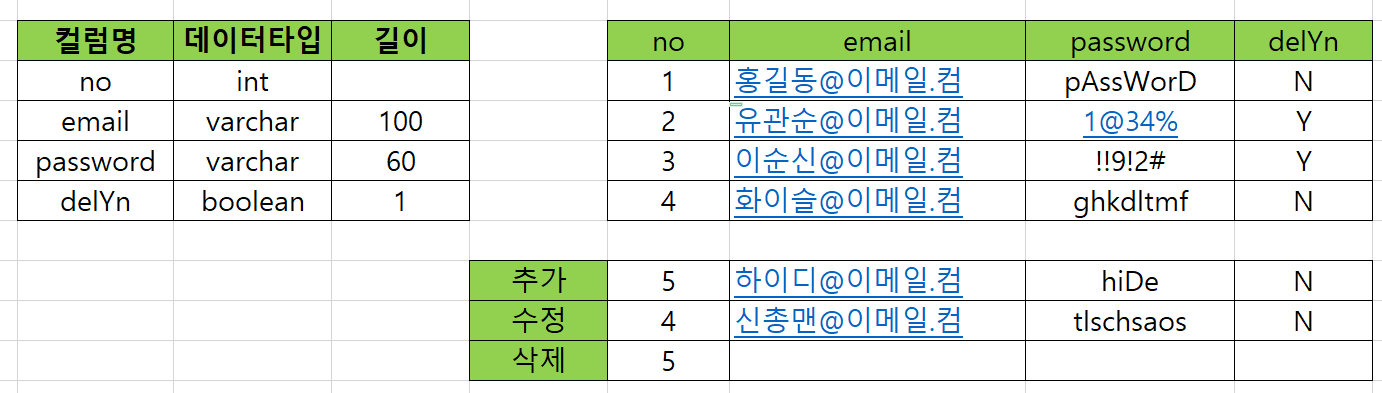 컬럼명 데이터타입 길이 no email password delYn
no int 1 홍길동@이메일.컴 pAssWorD N
email varchar 100 2 유관순@이메일.컴 1@34% Y
password varchar 60 3 이순신@이메일.컴 !!9!2# Y
delYn boolean 1 4 화이슬@이메일.컴 ghkdltmf N
추가 5 하이디@이메일.컴 hiDe N
수정 4 신총맨@이메일.컴 tlschsaos N
삭제 5